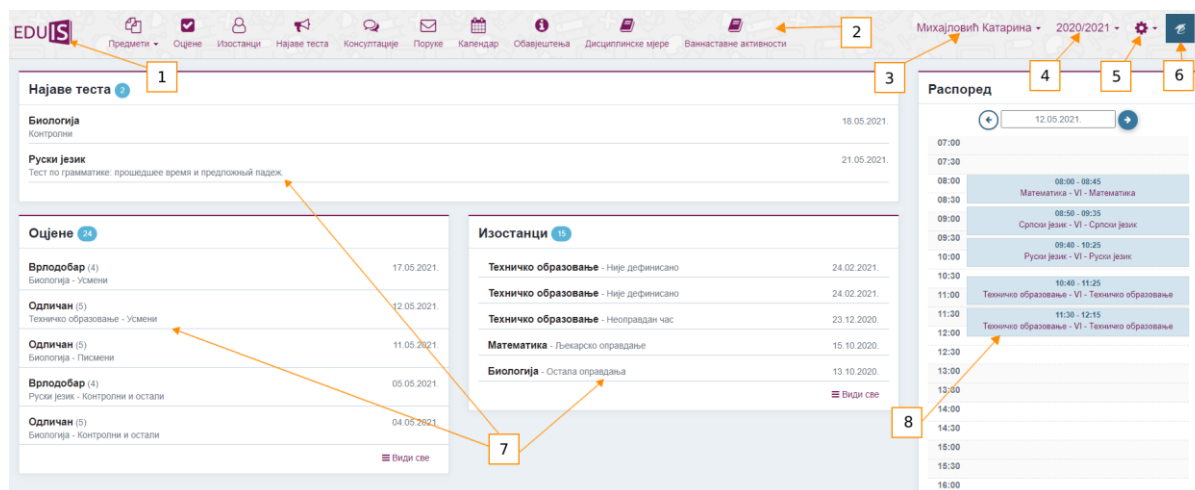 EDUIS
Предмети
Оцјене
Изостанци
Најаве теста
Консултације
Поруке
Календар
Обавјештења
Дисциплинске мјере
Ваннаставне активности
2
Михајловић Катарина
2020/2021
1
3
4
5
6
Најаве теста 2
Биологија 18.05.2021.
Контролни
Руски језик 21.05.2021.
Тест по грамматике: прошедшее время и предложный падеж.
Оцјене 24
Врлодобар (4) 17.05.2021.
Биологија - Усмени
Одличан (5) 12.05.2021.
Техничко образовање - Усмени
Одличан (5) 11.05.2021.
Биологија - Писмени
Врлодобар (4) 05.05.2021.
Руски језик - Контролни и остали
Одличан (5) 04.05.2021.
Биологија - Контролни и остали
Види све
Изостанци 15
Техничко образовање - Није дефинисано 24.02.2021.
Техничко образовање - Није дефинисано 24.02.2021.
Техничко образовање - Неоправдан час 23.12.2020.
Математика - Љекарско оправдање 15.10.2020.
Биологија - Остала оправдања 13.10.2020.
Види све
7
Распоред
12.05.2021.
07:00
07:30
08:00
08:00 - 08:45
Математика - VI - Математика
08:30
09:00
08:50 - 09:35
Српски језик - VI - Српски језик
09:30
09:40 - 10:25
10:00
Руски језик - VI - Руски језик
10:30
10:40 - 11:25
11:00
Техничко образовање - VI - Техничко образовање
11:30
11:30 - 12:15
Техничко образовање - VI - Техничко образовање
12:00
12:30
13:00
13:30
14:00
8
14:30
15:00
15:30
16:00